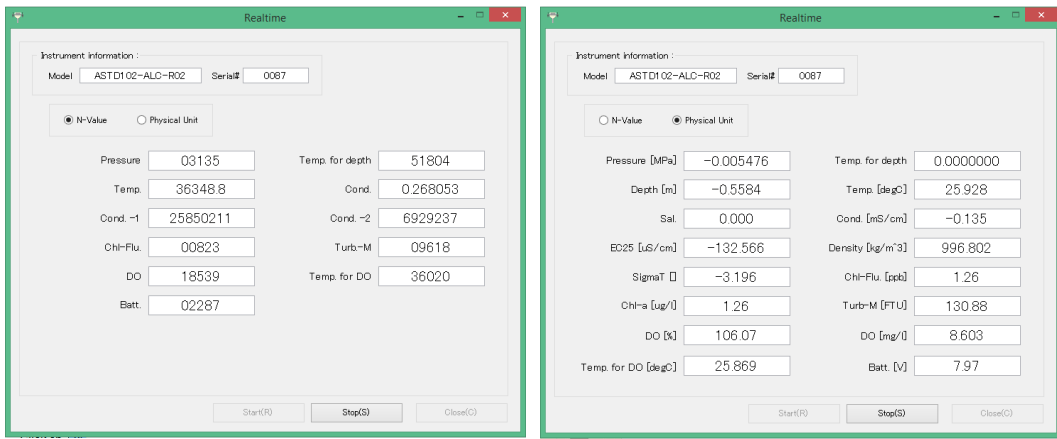 Realtime
Instrument information :
Model ASTD102-ALC-R02 Serial# 0087
N-Value Physical Unit
Pressure 03135 Temp. for depth 51804
Temp. 36348.8 Cond. 0.268053
Cond. -1 25850211 Cond. -2 6929237
Chl-Flu. 00823 Turb.-M 09618
DO 18539 Temp. for DO 36020
Batt. 02287
Start(R) Stop(S) Close(C)
Realtime
Instrument information :
Model ASTD102-ALC-R02 Serial# 0087
N-Value Physical Unit
Pressure [MPa] -0.005476 Temp. for depth 0.0000000
Depth [m] -0.5584 Temp. [degC] 25.928
Sal. 0.000 Cond. [mS/cm] -0.135
EC25 [uS/cm] -132.566 Density [kg/m^3] 996.802
SigmaT [] -3.196 Chl-Flu. [ppb] 1.26
Chl-a [ug/l] 1.26 Turb-M [FTU] 130.88
DO [%] 106.07 DO [mg/l] 8.603
Temp. for DO [degC] 25.869 Batt. [V] 7.97
Start(R) Stop(S) Close(C)